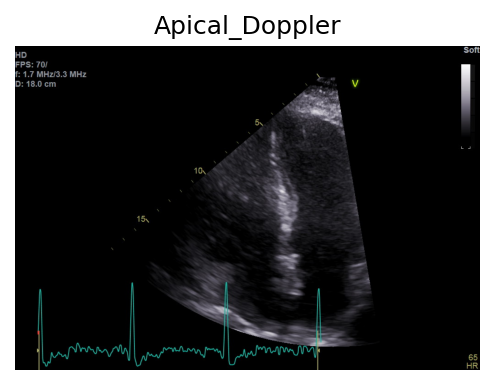 Apical_Doppler
HD
FPS: 70/
f: 1.7 MHz/3.3 MHz
D: 18.0 cm
Soft
V
5
10
15
65
HR